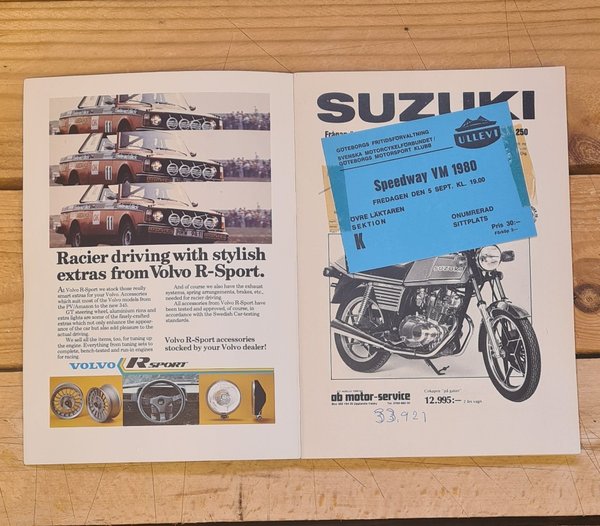 Racier driving with stylish
extras from Volvo R-Sport.
At Volvo R-Sport we stock those really
smart extras for your Volvo. Accessories
which suit most of the Volvo models from
the PV/Amazon to the new 345.
GT steering wheel, aluminium rims and
extra lights are some of the finely-crafted
extras which not only enhance the appear-
ance of the car but also add pleasure to the
actual driving.
We sell all the items, too, for tuning up
the engine. Everything from tuning sets to
complete, bench-tested and run-in engines
for racing.
And of course we also have the exhaust
systems, spring arrangements, brakes, etc.,
needed for racier driving.
All accessories from Volvo R-Sport have
been tested and approved, of course, in
accordance with the Swedish Car-testing
standards.
Volvo R-Sport accessories
stocked by your Volvo dealer!
VOLVO R SPORT
SUZUKI
250
GÖTEBORGS FRITIDSFÖRVALTNING
SVENSKA MOTORCYKELFÖRBUNDET/
GÖTEBORGS MOTORSPORT KLUBB
ULLEVI
Speedway VM 1980
FREDAGEN DEN 5 SEPT. KL. 19.00
ÖVRE LÄKTAREN
SEKTION
K
ONUMRERAD
SITTPLATS
Pris 30:-
SUZUKI
ab motor-service
12.995:-
33.921